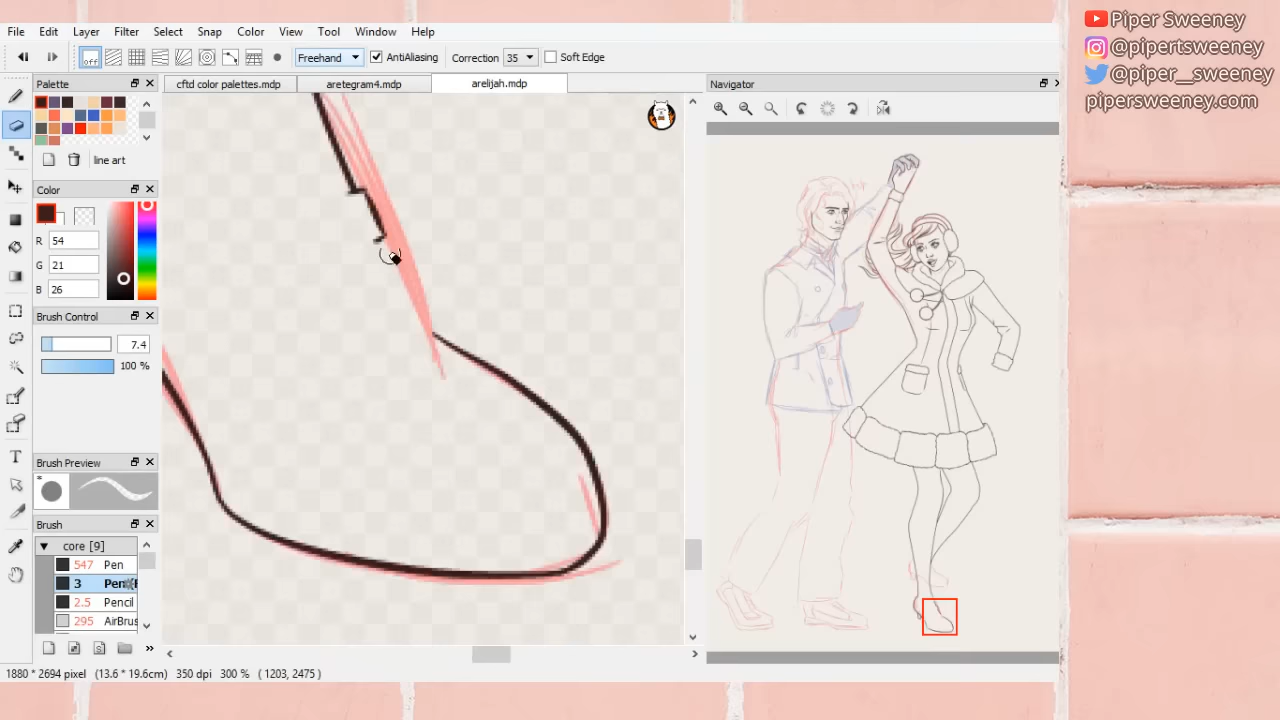 File Edit Layer Filter Select Snap Color View Tool Window Help
off Freehand AntiAliasing Correction 35 Soft Edge
Palette
line art
Color
R 54
G 21
B 26
Brush Control
7.4
100 %
Brush Preview
*
Brush
core [9]
547 Pen
3 Pen
2.5 Pencil
295 AirBrus
cftd color palettes.mdp aretegram4.mdp arelijah.mdp
Navigator
1880 * 2694 pixel (13.6 * 19.6cm) 350 dpi 300 % ( 1203, 2475 )
Piper Sweeney
@pipertsweeney
@piper__sweeney
pipersweeney.com